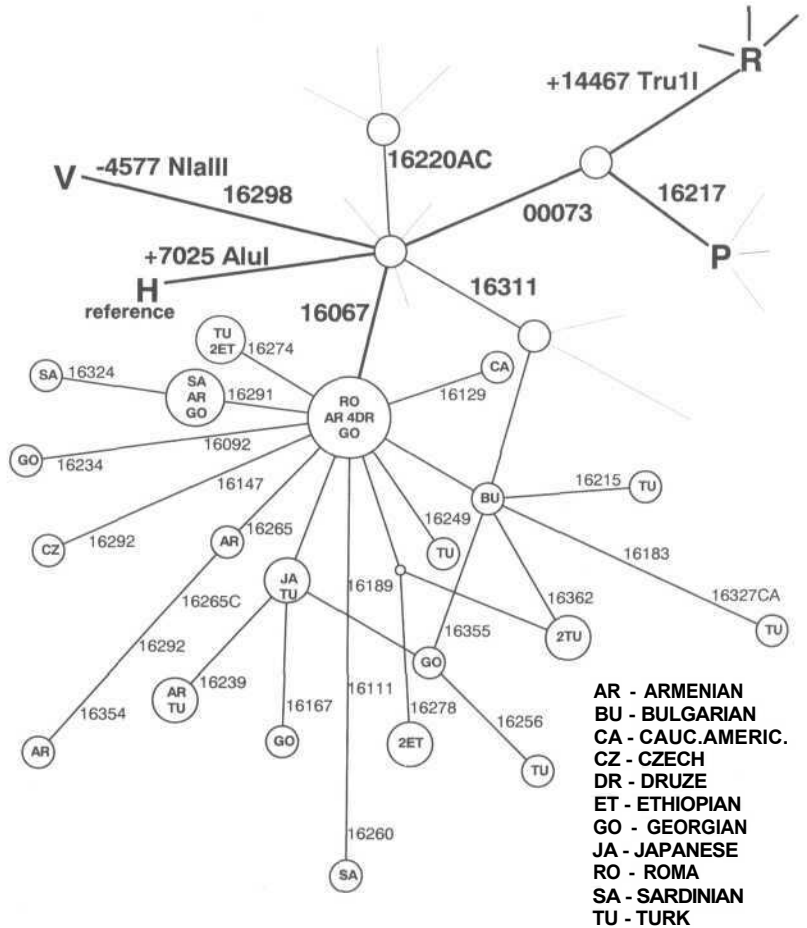 R
+14467 Tru1I
16220AC
-4577 NlaIII
V
16298
00073
16217
P
+7025 AluI
H
reference
16311
16067
TU
2ET
16274
SA
16324
SA
AR
GO
16291
RO
AR 4DR
GO
CA
16129
16092
GO
16234
16147
BU
16215
TU
CZ
16292
AR
16265
16249
TU
16183
JA
TU
16189
16265C
16362
16327CA
2TU
TU
16292
16355
GO
AR
TU
16239
16167
16111
16278
16256
16354
AR
GO
2ET
TU
16260
SA
AR - ARMENIAN
BU - BULGARIAN
CA - CAUC.AMERIC.
CZ - CZECH
DR - DRUZE
ET - ETHIOPIAN
GO - GEORGIAN
JA - JAPANESE
RO - ROMA
SA - SARDINIAN
TU - TURK